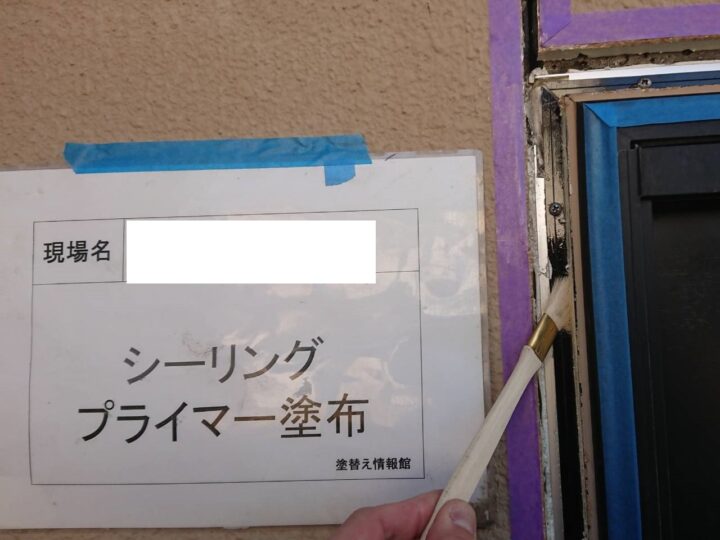 現場名
シーリング
プライマー塗布
塗替え情報館